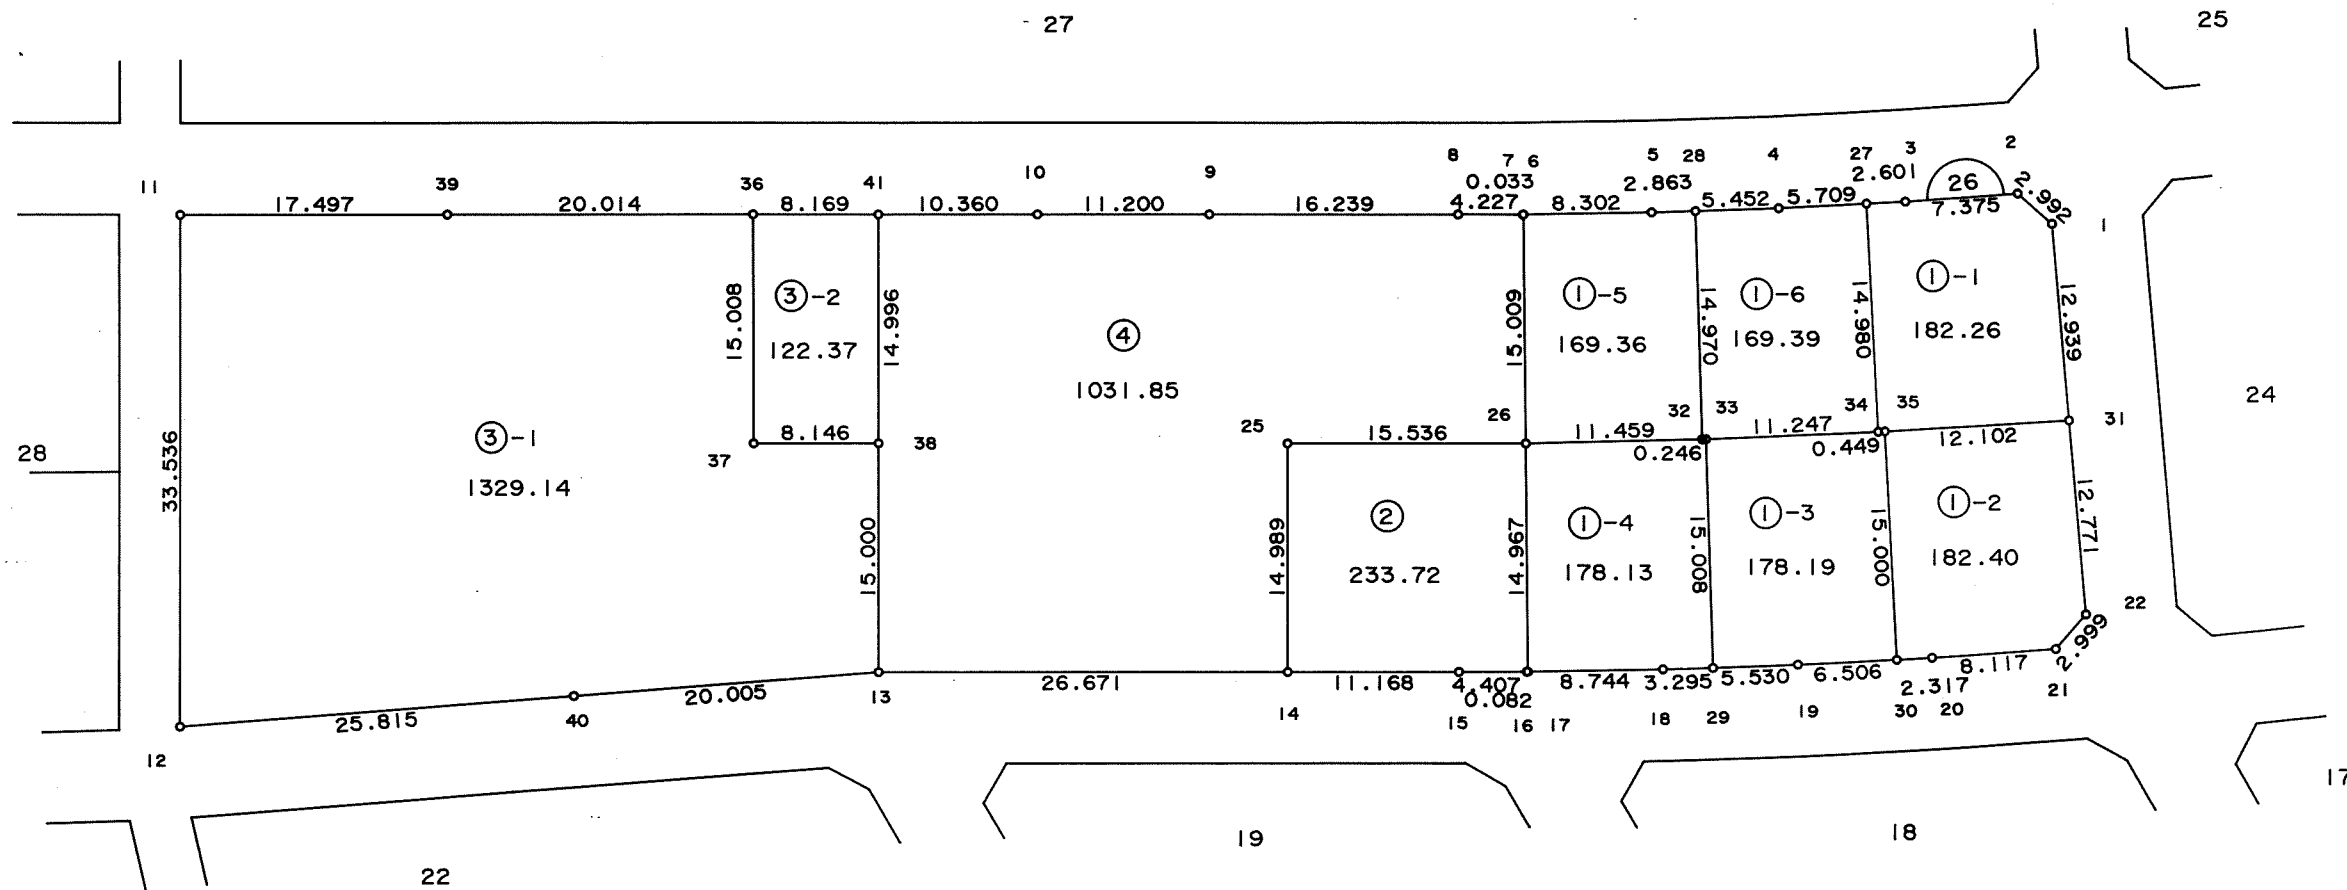 27
25
8 7 6 5 28 4 27 3 2
11 39 36 41 10 9
0.033 2.863 2.601 26 2.992
17.497 20.014 8.169 10.360 11.200 16.239 4.227 8.302 5.452 5.709 7.375
1
③-2 ①-5 ①-6 ①-1
15.008 14.996 ④ 15.009 14.970 14.980 12.939
122.37 169.36 169.39 182.26
1031.85
24
25 26 32 33 34 35 31
28 33.536 ③-1 37 8.146 38 15.536 11.459 0.246 11.247 0.449 12.102
1329.14
② ①-4 ①-3 ①-2
15.000 14.989 14.967 15.008 15.000 12.771
233.72 178.13 178.19 182.40
22
2.999
25.815 20.005 26.671 11.168 4.407 8.744 3.295 5.530 6.506 8.117
0.082 2.317
12 40 13 14 15 16 17 18 29 19 30 20 21
17
19 18
22